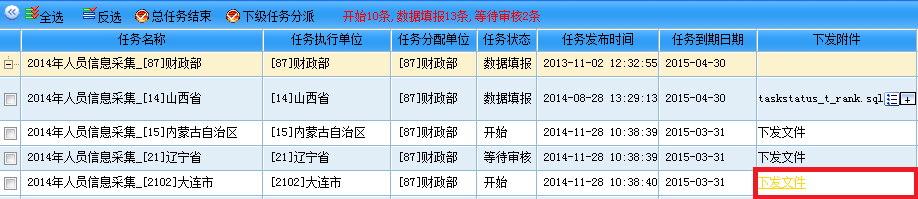 全选 反选 总任务结束 下级任务分派 开始10条,数据填报13条,等待审核2条
任务名称 任务执行单位 任务分配单位 任务状态 任务发布时间 任务到期日期 下发附件
2014年人员信息采集_[87]财政部 [87]财政部 [87]财政部 数据填报 2013-11-02 12:32:55 2015-04-30
2014年人员信息采集_[14]山西省 [14]山西省 [87]财政部 数据填报 2014-08-28 13:29:13 2015-04-30 taskstatus_t_rank.sql
2014年人员信息采集_[15]内蒙古自治区 [15]内蒙古自治区 [87]财政部 开始 2014-11-28 10:38:39 2015-03-31 下发文件
2014年人员信息采集_[21]辽宁省 [21]辽宁省 [87]财政部 等待审核 2014-11-28 10:38:39 2015-03-31 下发文件
2014年人员信息采集_[2102]大连市 [2102]大连市 [87]财政部 开始 2014-11-28 10:38:40 2015-03-31 下发文件